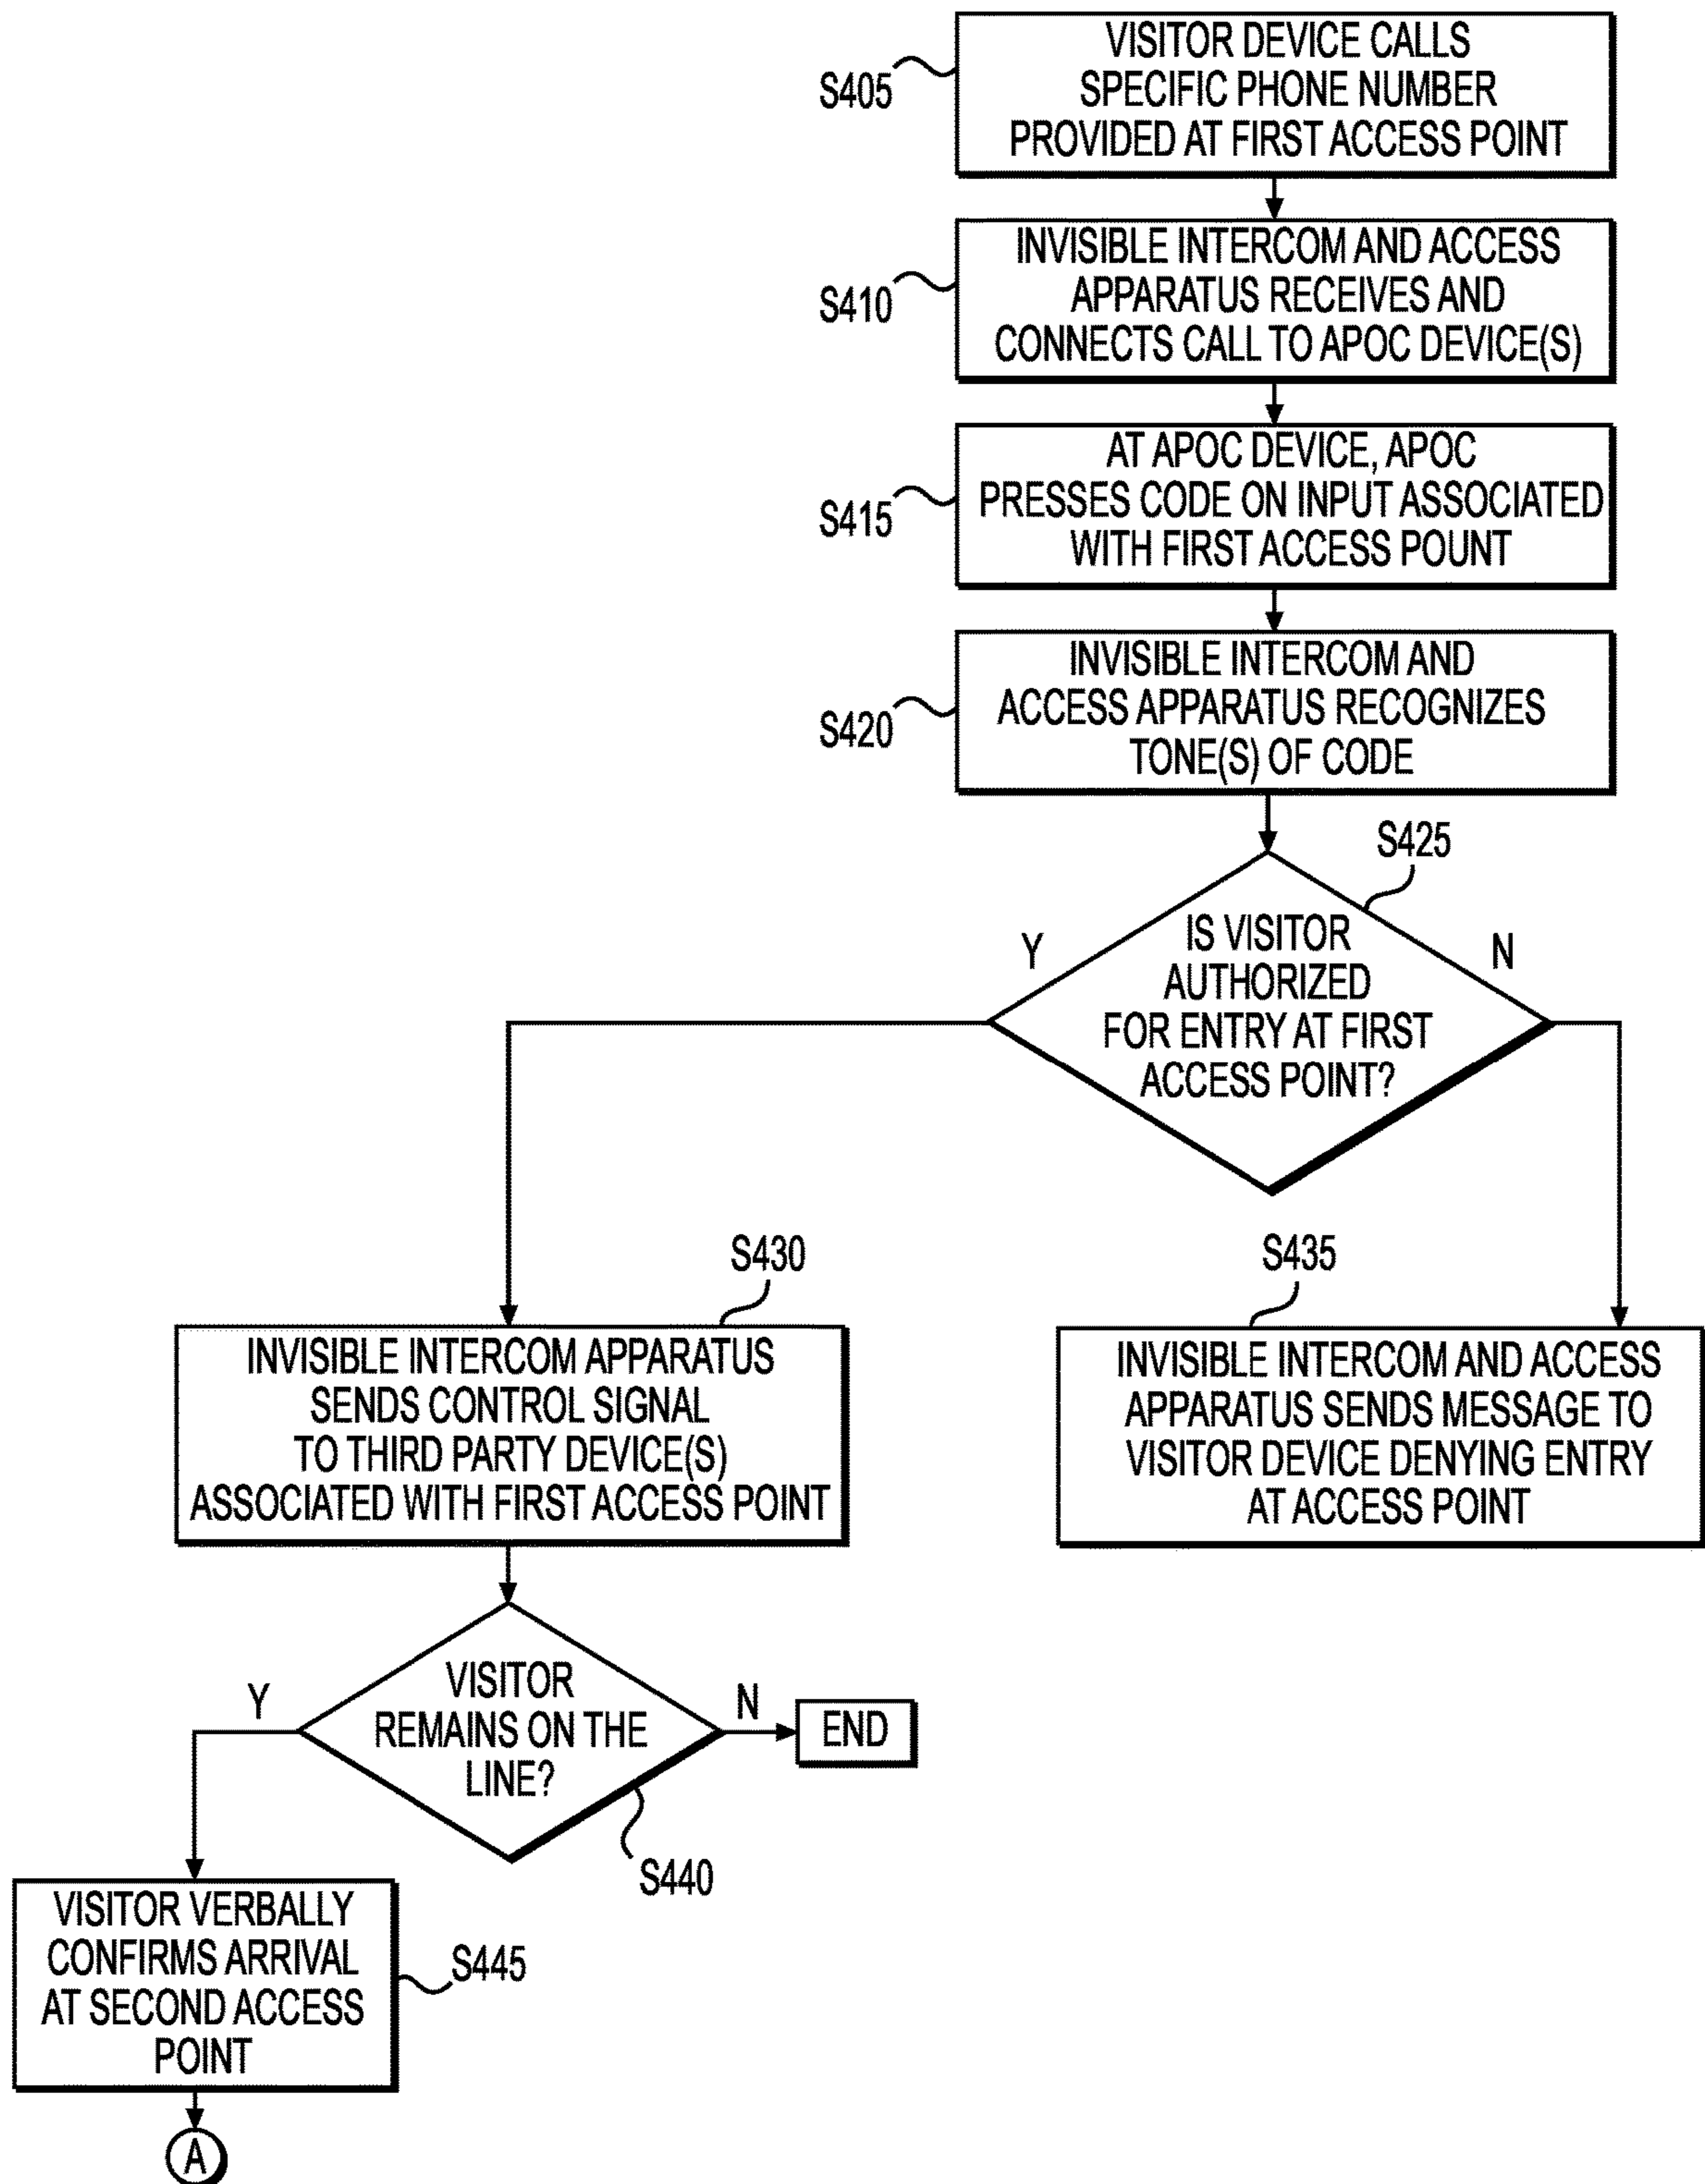 VISITOR DEVICE CALLS
SPECIFIC PHONE NUMBER
PROVIDED AT FIRST ACCESS POINT
S405
INVISIBLE INTERCOM AND ACCESS
APPARATUS RECEIVES AND
CONNECTS CALL TO APOC DEVICE(S)
S410
AT APOC DEVICE, APOC
PRESSES CODE ON INPUT ASSOCIATED
WITH FIRST ACCESS POUNT
S415
INVISIBLE INTERCOM AND
ACCESS APPARATUS RECOGNIZES
TONE(S) OF CODE
S420
S425
IS VISITOR
AUTHORIZED
FOR ENTRY AT FIRST
ACCESS POINT?
Y
N
S430
INVISIBLE INTERCOM APPARATUS
SENDS CONTROL SIGNAL
TO THIRD PARTY DEVICE(S)
ASSOCIATED WITH FIRST ACCESS POINT
S435
INVISIBLE INTERCOM AND ACCESS
APPARATUS SENDS MESSAGE TO
VISITOR DEVICE DENYING ENTRY
AT ACCESS POINT
VISITOR
REMAINS ON THE
LINE?
Y
N
END
S440
VISITOR VERBALLY
CONFIRMS ARRIVAL
AT SECOND ACCESS
POINT
S445
A